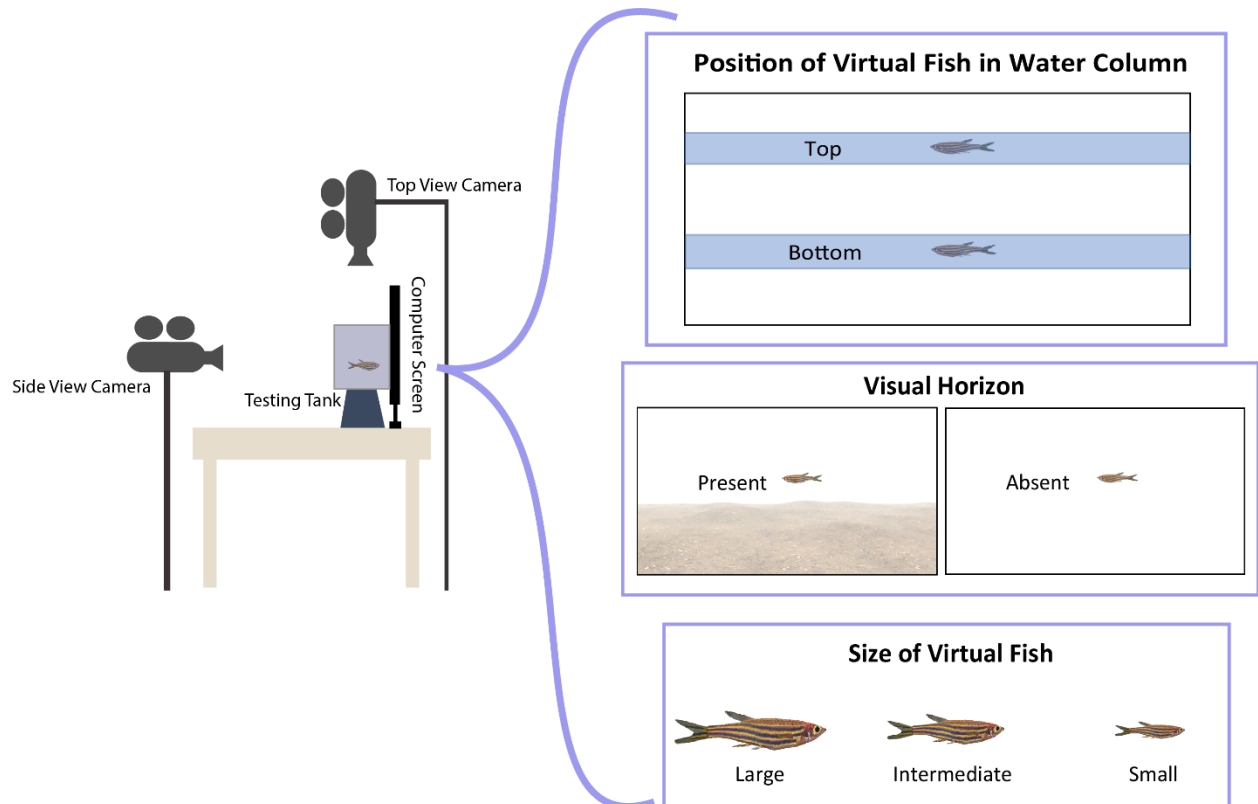 Top View Camera
Computer Screen
Side View Camera
Testing Tank
Position of Virtual Fish in Water Column
Top
Bottom
Visual Horizon
Present
Absent
Size of Virtual Fish
Large
Intermediate
Small